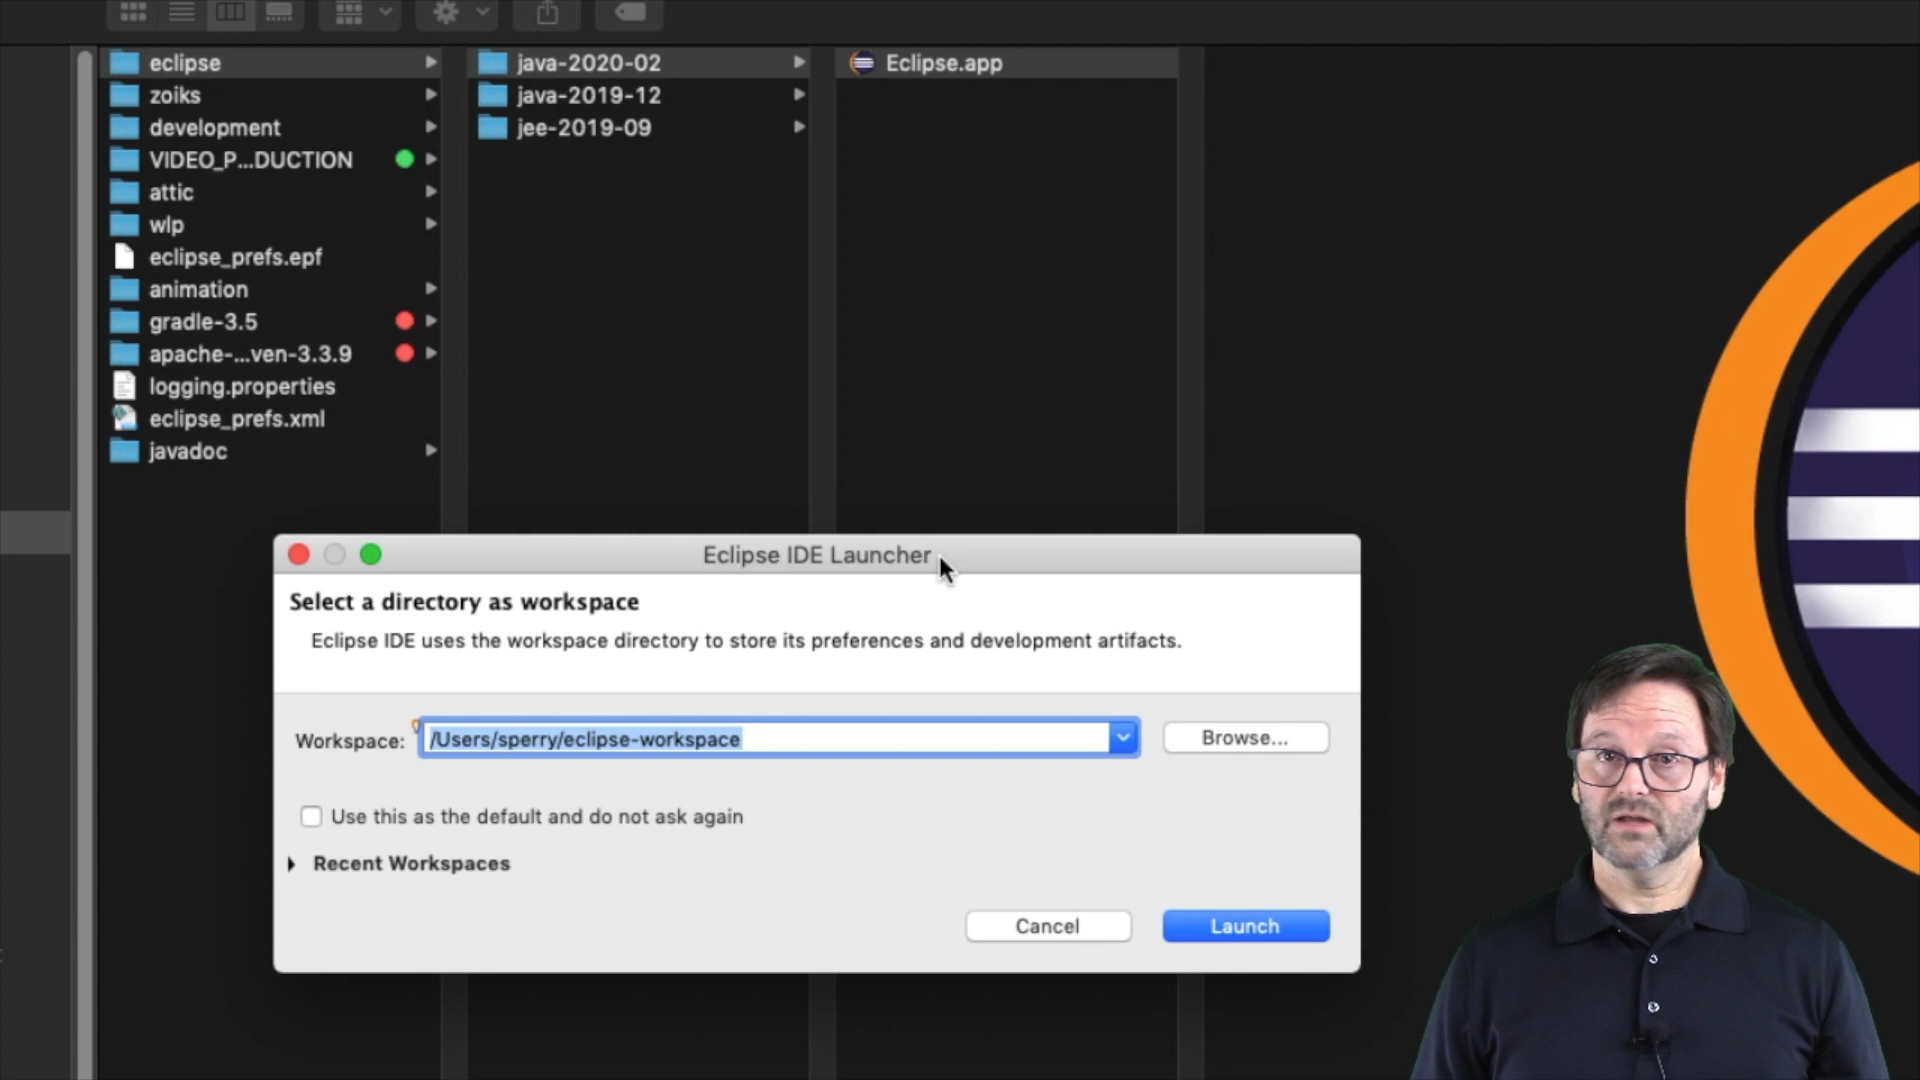 eclipse
zoiks
development
VIDEO_P...DUCTION
attic
wlp
eclipse_prefs.epf
animation
gradle-3.5
apache-...ven-3.3.9
logging.properties
eclipse_prefs.xml
javadoc
java-2020-02
java-2019-12
jee-2019-09
Eclipse.app
Eclipse IDE Launcher
Select a directory as workspace
Eclipse IDE uses the workspace directory to store its preferences and development artifacts.
Workspace: /Users/sperry/eclipse-workspace Browse...
Use this as the default and do not ask again
Recent Workspaces
Cancel Launch